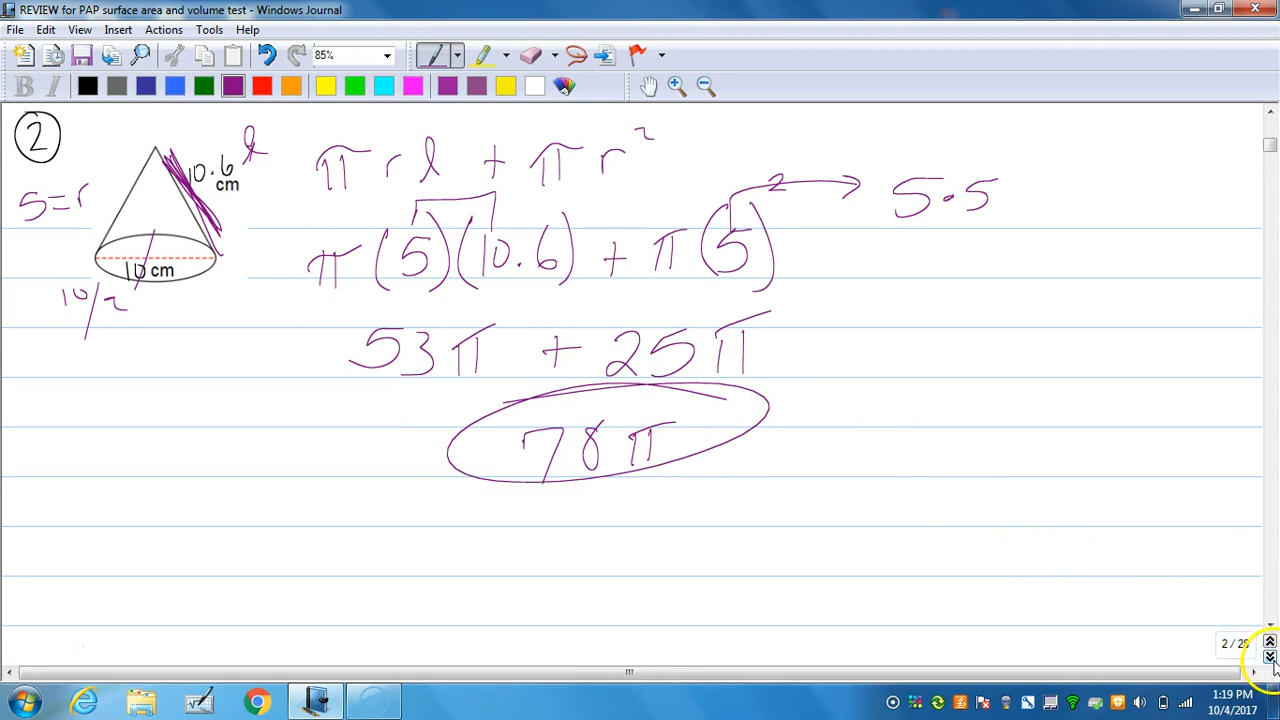 REVIEW for PAP surface area and volume test - Windows Journal
File Edit View Insert Actions Tools Help
85%
B I
2
10.6 l
cm
5=r
10 cm
10/2
πrl + πr²
π(5)(10.6) + π(5)² → 5·5
53π + 25π
78π
2 / 28
1:19 PM
10/4/2017